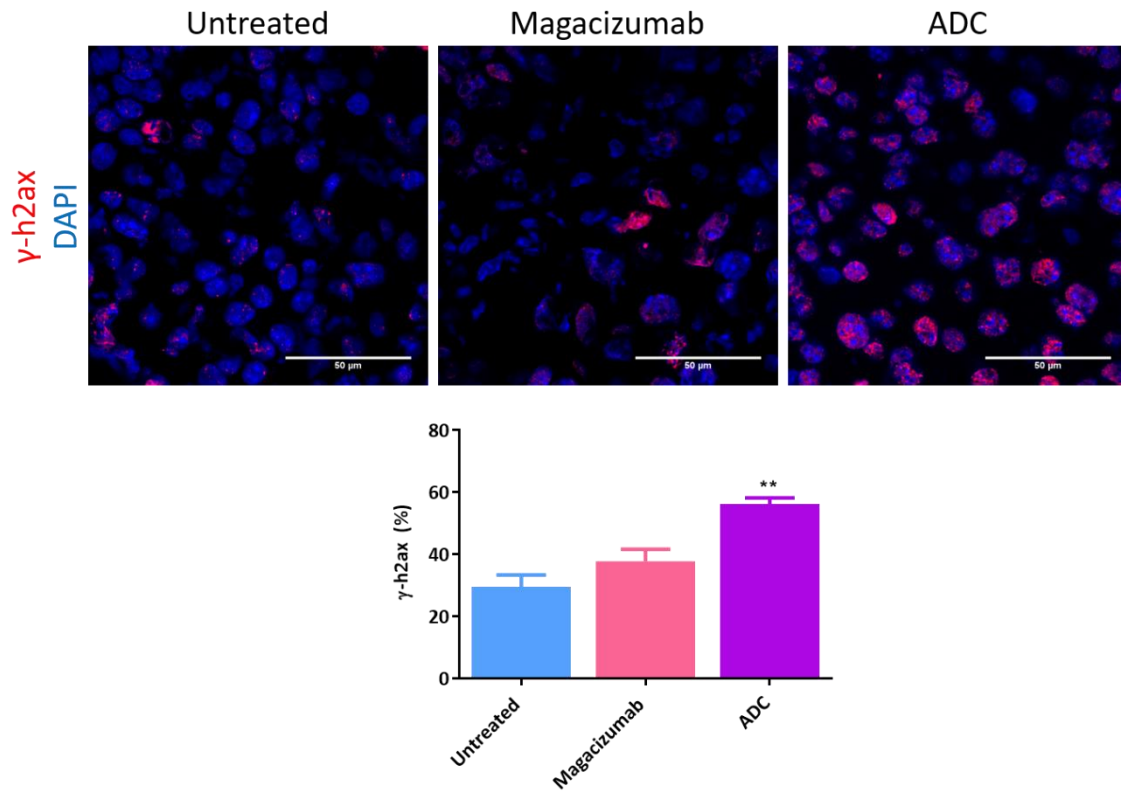 Untreated Magacizumab ADC
γ-h2ax
DAPI
50 µm 50 µm 50 µm
80
60
40
20
0
γ-h2ax (%)
**
Untreated
Magacizumab
ADC